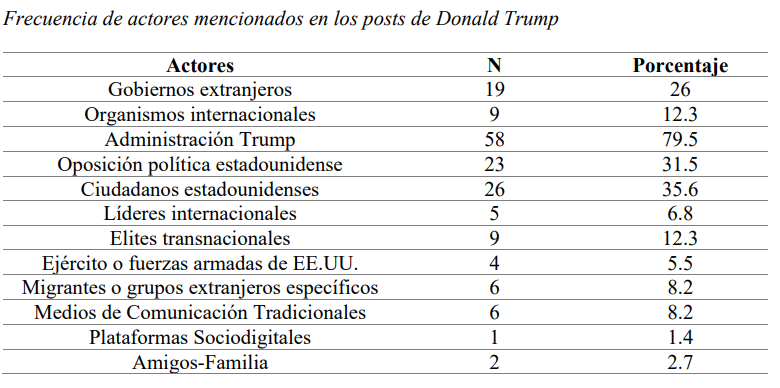 Frecuencia de actores mencionados en los posts de Donald Trump
Actores N Porcentaje
Gobiernos extranjeros 19 26
Organismos internacionales 9 12.3
Administración Trump 58 79.5
Oposición política estadounidense 23 31.5
Ciudadanos estadounidenses 26 35.6
Líderes internacionales 5 6.8
Elites transnacionales 9 12.3
Ejército o fuerzas armadas de EE.UU. 4 5.5
Migrantes o grupos extranjeros específicos 6 8.2
Medios de Comunicación Tradicionales 6 8.2
Plataformas Sociodigitales 1 1.4
Amigos-Familia 2 2.7